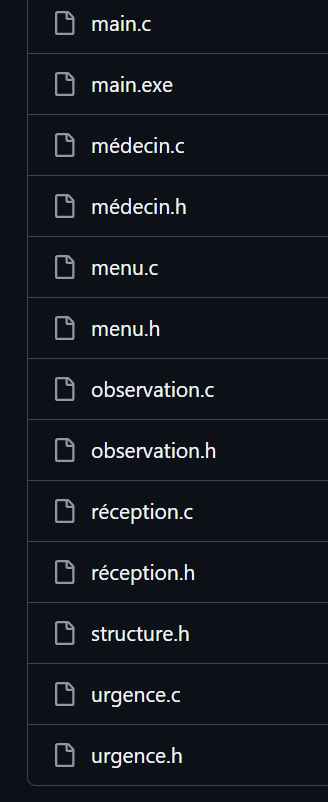 main.c
main.exe
médecin.c
médecin.h
menu.c
menu.h
observation.c
observation.h
réception.c
réception.h
structure.h
urgence.c
urgence.h